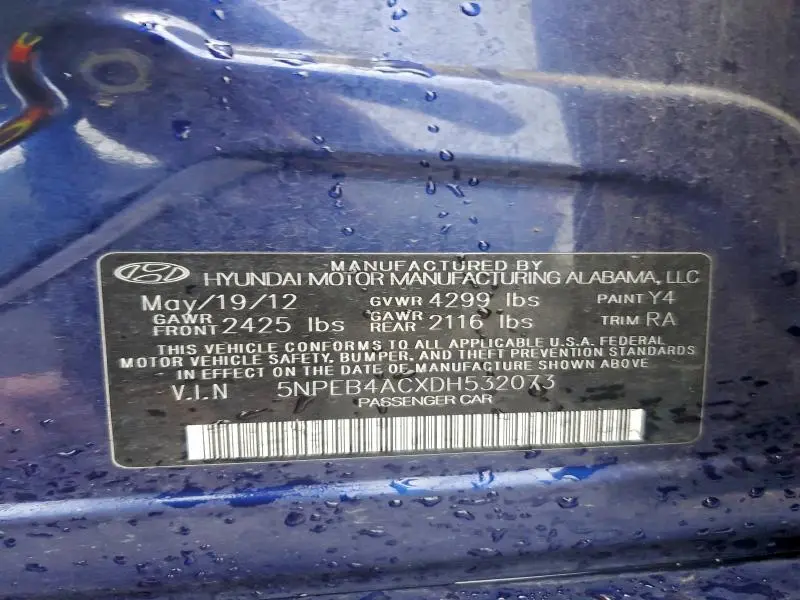 MANUFACTURED BY
HYUNDAI MOTOR MANUFACTURING ALABAMA, LLC
May/19/12 GVWR 4299 lbs PAINT Y4
GAWR FRONT 2425 lbs GAWR REAR 2116 lbs TRIM RA
THIS VEHICLE CONFORMS TO ALL APPLICABLE U.S.A. FEDERAL
MOTOR VEHICLE SAFETY, BUMPER, AND THEFT PREVENTION STANDARDS
IN EFFECT ON THE DATE OF MANUFACTURE SHOWN ABOVE
V.I.N 5NPEB4ACXDH532073
PASSENGER CAR